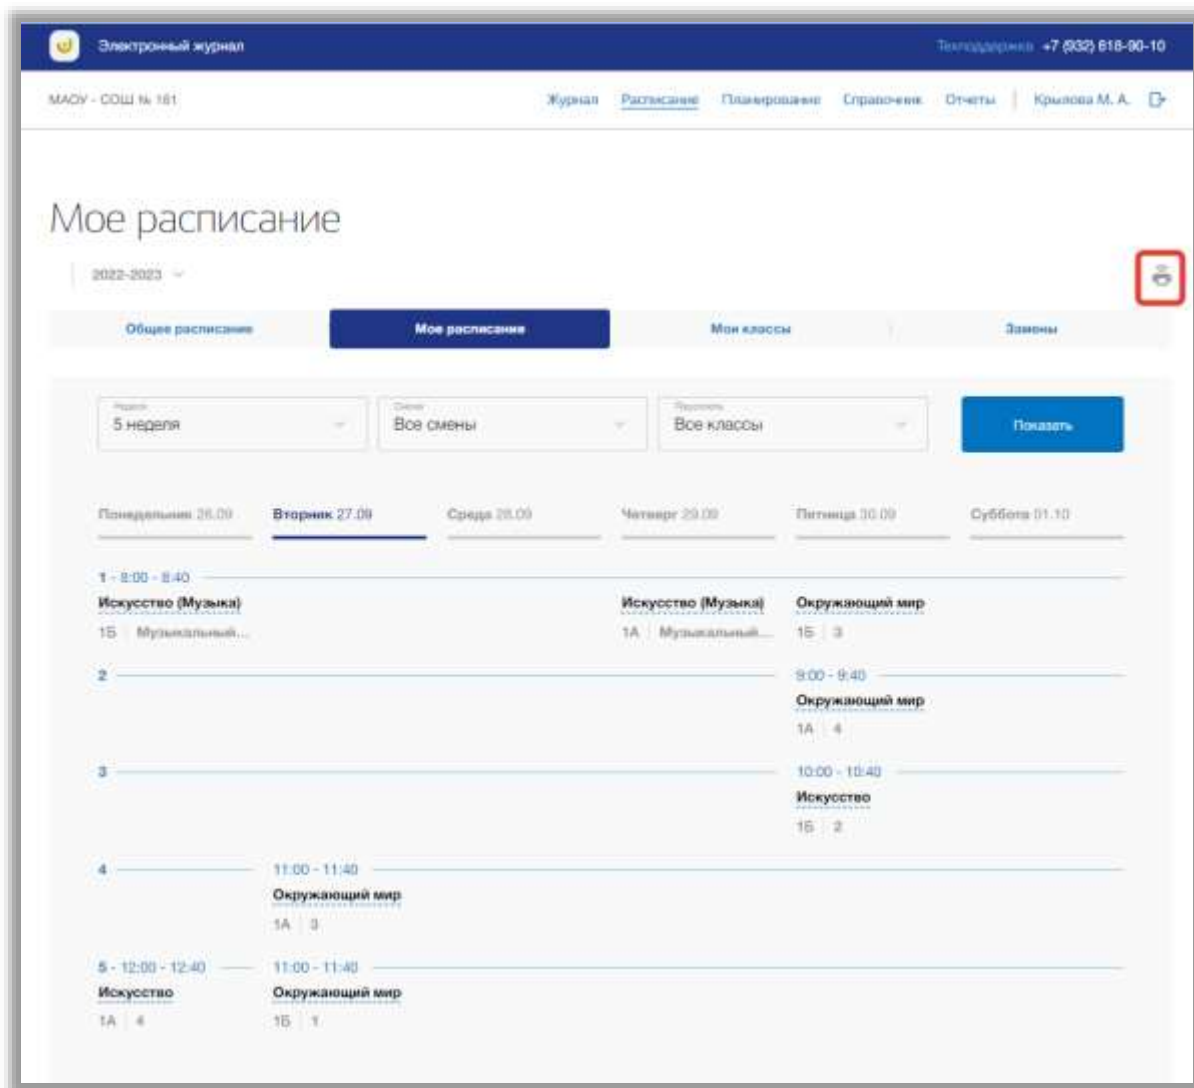 Электронный журнал Техподдержка +7 (932) 618-90-10
МАОУ - СОШ № 181 Журнал Расписание Планирование Справочник Отчеты Крылова М. А.
Мое расписание
2022-2023
Общее расписание Мое расписание Мои классы Замены
Неделя Смена
5 неделя Все смены Все классы Показать
Понедельник 26.09 Вторник 27.09 Среда 28.09 Четверг 29.09 Пятница 30.09 Суббота 01.10
1 - 8:00 - 8:40
Искусство (Музыка) Искусство (Музыка) Окружающий мир
1Б Музыкальный... 1А Музыкальный... 1Б 3
2 9:00 - 9:40
Окружающий мир
1А 4
3 10:00 - 10:40
Искусство
1Б 2
4 11:00 - 11:40
Окружающий мир
1А 3
5 - 12:00 - 12:40 11:00 - 11:40
Искусство Окружающий мир
1А 4 1Б 1